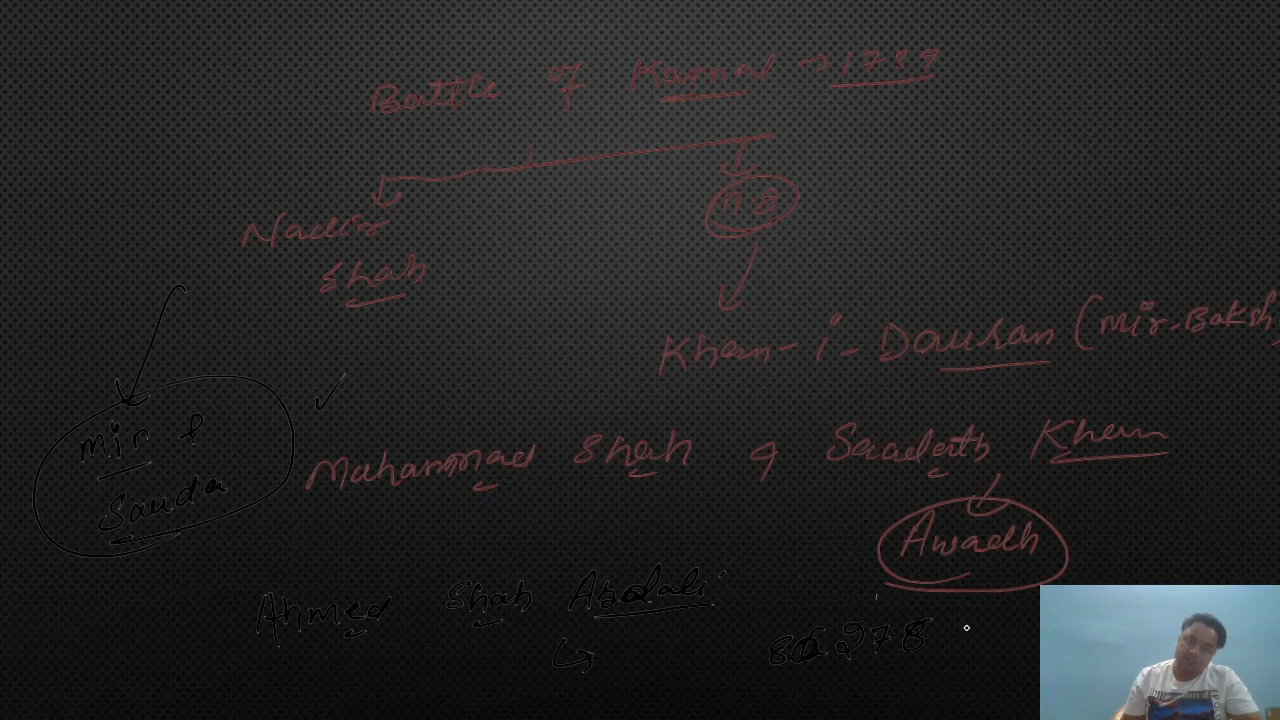 Battle of Karnal → 1739
Nadir
Shah
M E
Khan-i-Dauran (Mir-Baksh
Mir &
Sauda
Muhammad Shah & Saadath Khan
Awadh
Ahmed Shah Abdali